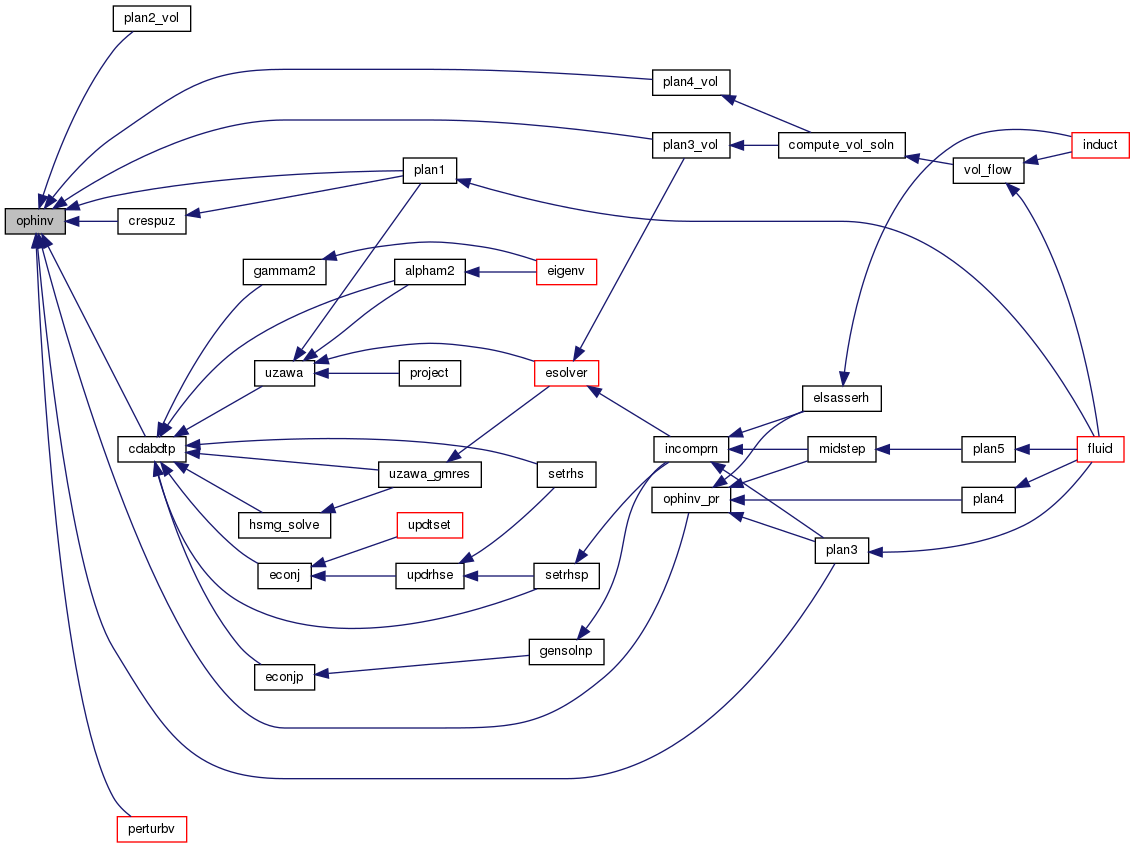 plan2_vol
plan4_vol
plan3_vol
compute_vol_soln
induct
vol_flow
plan1
ophinv
crespuz
gammam2
alpham2
eigenv
uzawa
project
esolver
elsasserh
cdabdtp
incomprn
midstep
plan5
fluid
uzawa_gmres
setrhs
ophinv_pr
plan4
hsmg_solve
updtset
plan3
econj
updrhse
setrhsp
gensolnp
econjp
perturbv